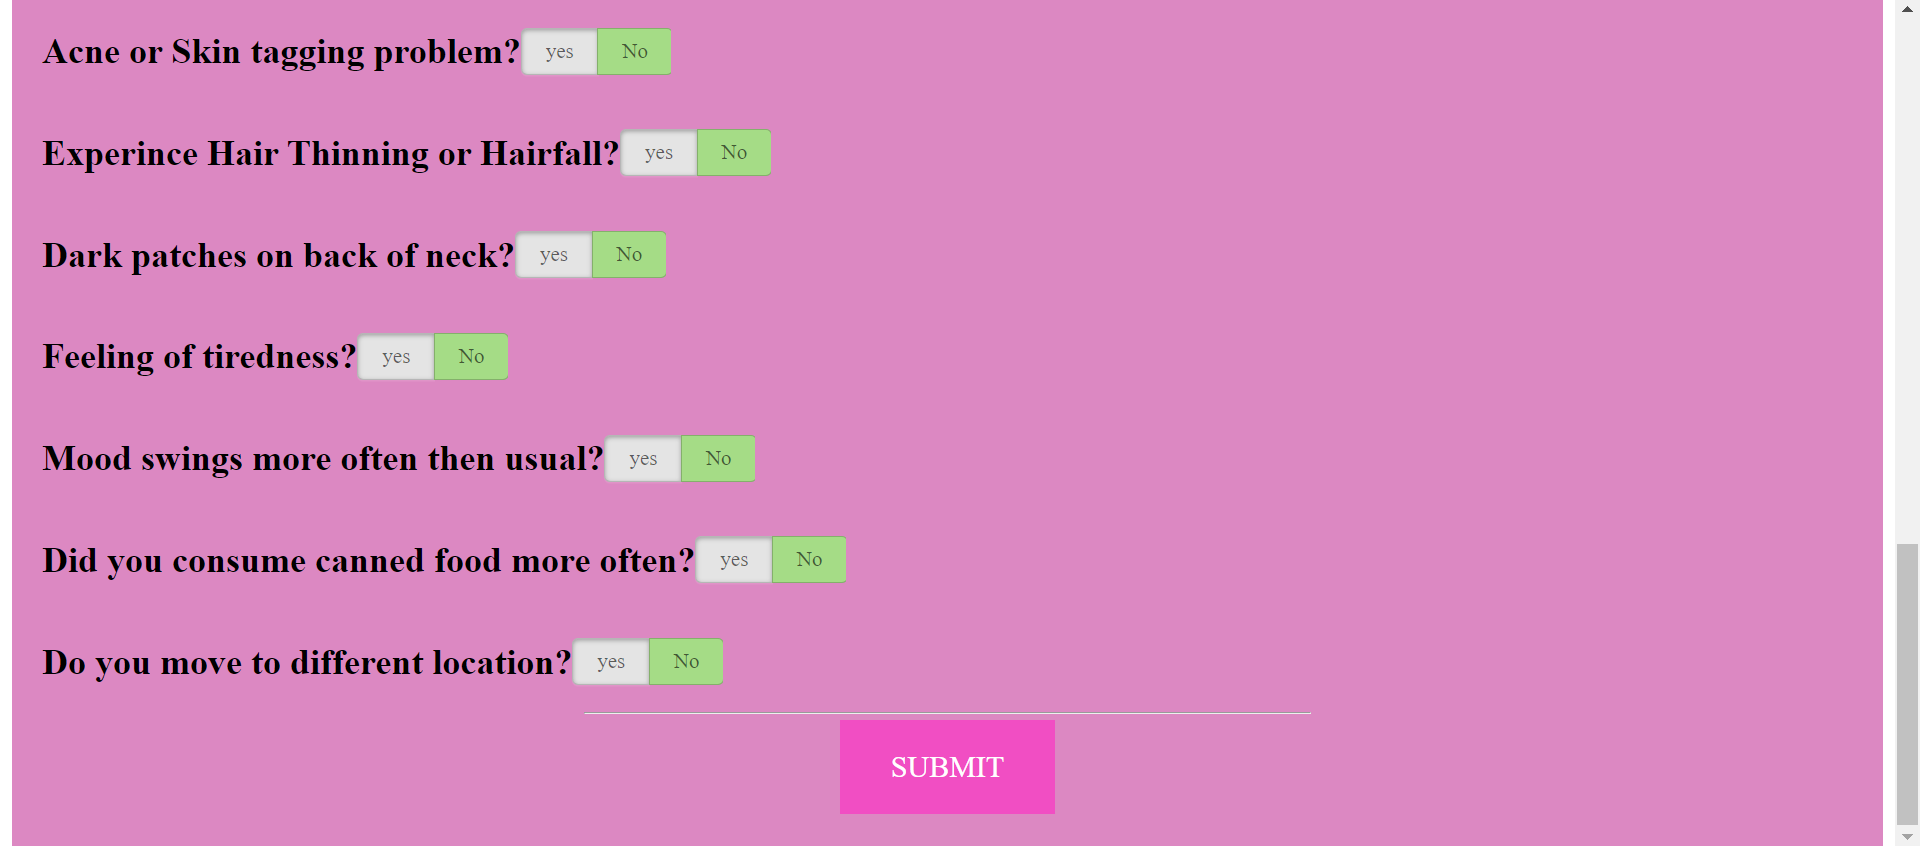 Acne or Skin tagging problem? yes No
Experince Hair Thinning or Hairfall? yes No
Dark patches on back of neck? yes No
Feeling of tiredness? yes No
Mood swings more often then usual? yes No
Did you consume canned food more often? yes No
Do you move to different location? yes No
SUBMIT